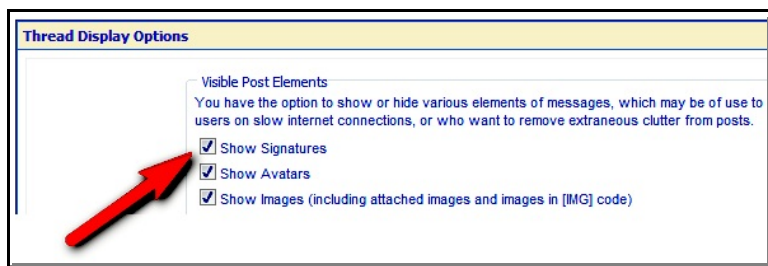 Thread Display Options
Visible Post Elements
You have the option to show or hide various elements of messages, which may be of use to
users on slow internet connections, or who want to remove extraneous clutter from posts.
Show Signatures
Show Avatars
Show Images (including attached images and images in [IMG] code)